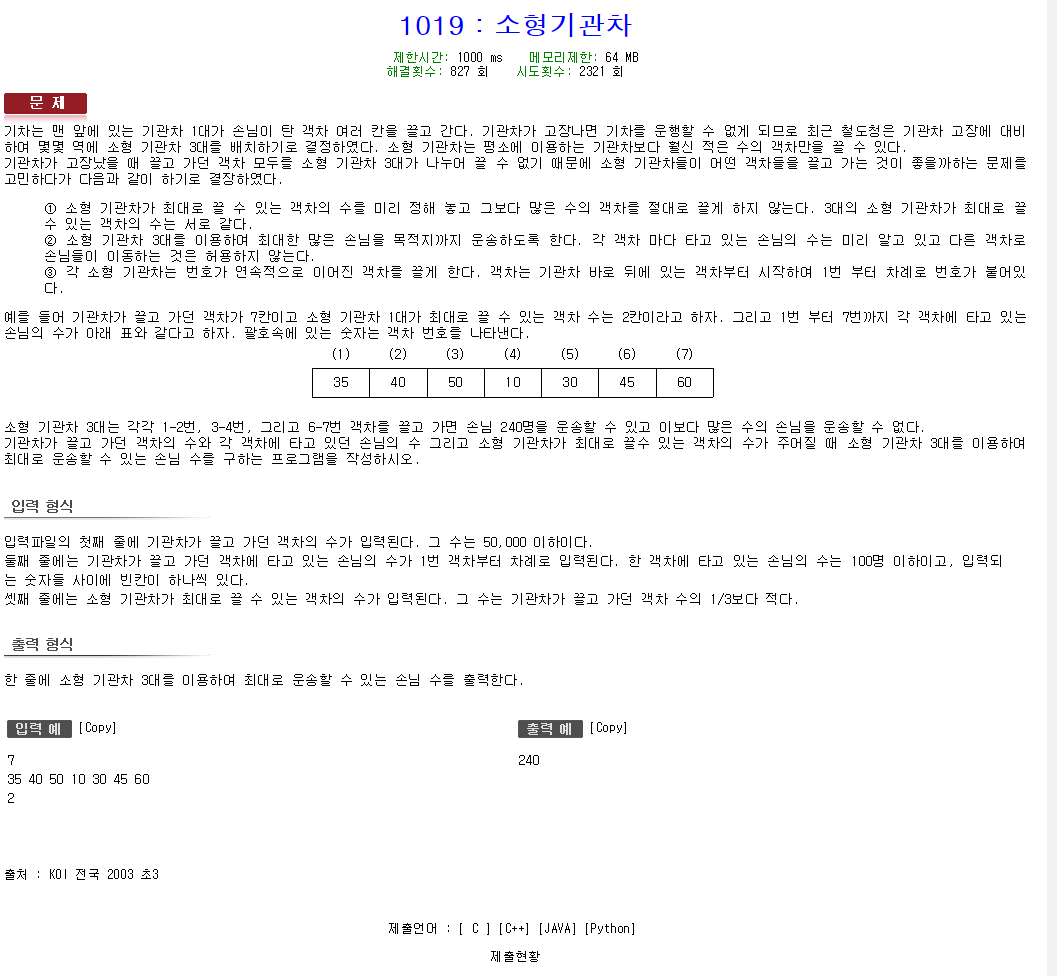 1019 : 소형기관차
제한시간: 1000 ms 메모리제한: 64 MB
해결횟수: 827 회 시도횟수: 2321 회
문 제
기차는 맨 앞에 있는 기관차 1대가 손님이 탄 객차 여러 칸을 끌고 간다. 기관차가 고장나면 기차를 운행할 수 없게 되므로 최근 철도청은 기관차 고장에 대비
하여 몇몇 역에 소형 기관차 3대를 배치하기로 결정하였다. 소형 기관차는 평소에 이용하는 기관차보다 훨신 적은 수의 객차만을 끌 수 있다.
기관차가 고장났을 때 끌고 가던 객차 모두를 소형 기관차 3대가 나누어 끌 수 없기 때문에 소형 기관차들이 어떤 객차들을 끌고 가는 것이 좋을까하는 문제를
고민하다가 다음과 같이 하기로 결장하였다.
① 소형 기관차가 최대로 끌 수 있는 객차의 수를 미리 정해 놓고 그보다 많은 수의 객차를 절대로 끌게 하지 않는다. 3대의 소형 기관차가 최대로 끌
수 있는 객차의 수는 서로 같다.
② 소형 기관차 3대를 이용하여 최대한 많은 손님을 목적지까지 운송하도록 한다. 각 객차 마다 타고 있는 손님의 수는 미리 알고 있고 다른 객차로
손님들이 이동하는 것은 허용하지 않는다.
③ 각 소형 기관차는 번호가 연속적으로 이어진 객차를 끌게 한다. 객차는 기관차 바로 뒤에 있는 객차부터 시작하여 1번 부터 차례로 번호가 붙어있
다.
예를 들어 기관차가 끌고 가던 객차가 7칸이고 소형 기관차 1대가 최대로 끌 수 있는 객차 수는 2칸이라고 하자. 그리고 1번 부터 7번까지 각 객차에 타고 있는
손님의 수가 아래 표와 같다고 하자. 괄호속에 있는 숫자는 객차 번호를 나타낸다.
(1) (2) (3) (4) (5) (6) (7)
35 40 50 10 30 45 60
소형 기관차 3대는 각각 1-2번, 3-4번, 그리고 6-7번 객차를 끌고 가면 손님 240명을 운송할 수 있고 이보다 많은 수의 손님을 운송할 수 없다.
기관차가 끌고 가던 객차의 수와 각 객차에 타고 있던 손님의 수 그리고 소형 기관차가 최대로 끌수 있는 객차의 수가 주어질 때 소형 기관차 3대를 이용하여
최대로 운송할 수 있는 손님 수를 구하는 프로그램을 작성하시오.
입력 형식
입력파일의 첫째 줄에 기관차가 끌고 가던 객차의 수가 입력된다. 그 수는 50,000 이하이다.
둘째 줄에는 기관차가 끌고 가던 객차에 타고 있는 손님의 수가 1번 객차부터 차례로 입력된다. 한 객차에 타고 있는 손님의 수는 100명 이하이고, 입력되
는 숫자들 사이에 빈칸이 하나씩 있다.
셋째 줄에는 소형 기관차가 최대로 끌 수 있는 객차의 수가 입력된다. 그 수는 기관차가 끌고 가던 객차 수의 1/3보다 적다.
출력 형식
한 줄에 소형 기관차 3대를 이용하여 최대로 운송할 수 있는 손님 수를 출력한다.
입력 예 [Copy] 출력 예 [Copy]
7 240
35 40 50 10 30 45 60
2
출처 : KOI 전국 2003 초3
제출언어 : [ C ] [C++] [JAVA] [Python]
제출현황